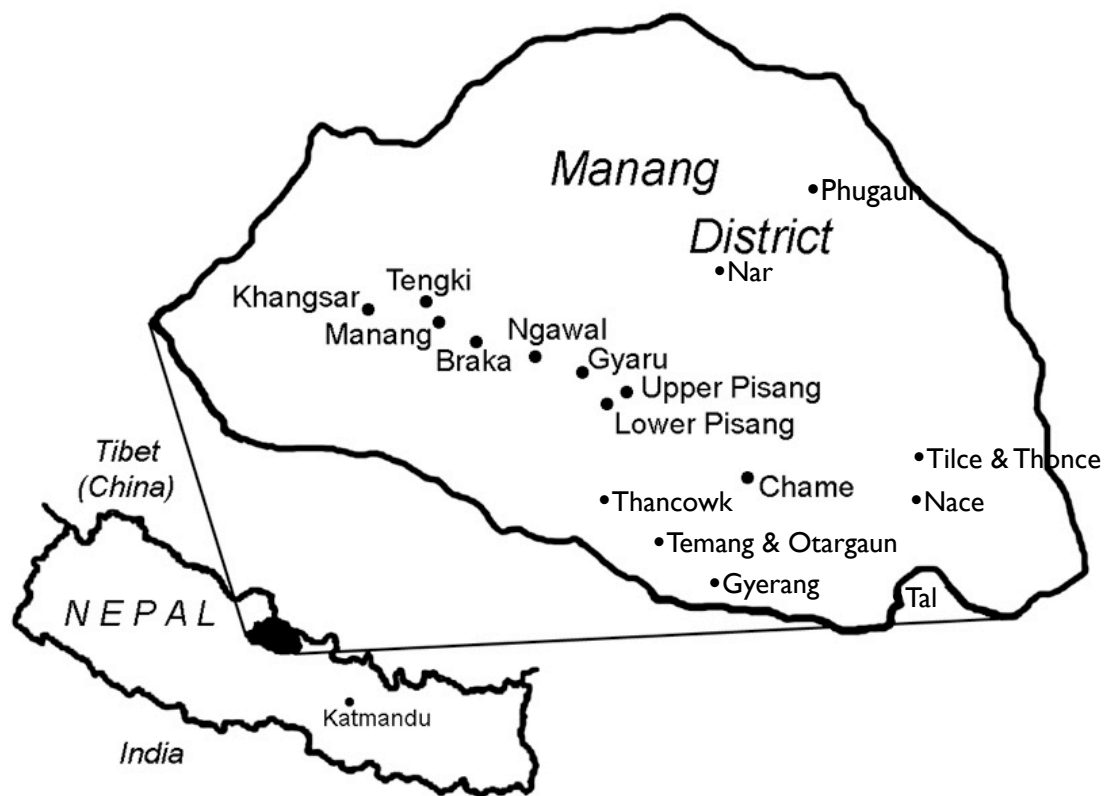 Manang
District
Phugaun
Nar
Tengki
Khangsar
Manang
Braka
Ngawal
Gyaru
Upper Pisang
Lower Pisang
Tilce & Thonce
Chame
Thancowk
Nace
Temang & Otargaun
Gyerang
Tal
Tibet
(China)
NEPAL
Katmandu
India